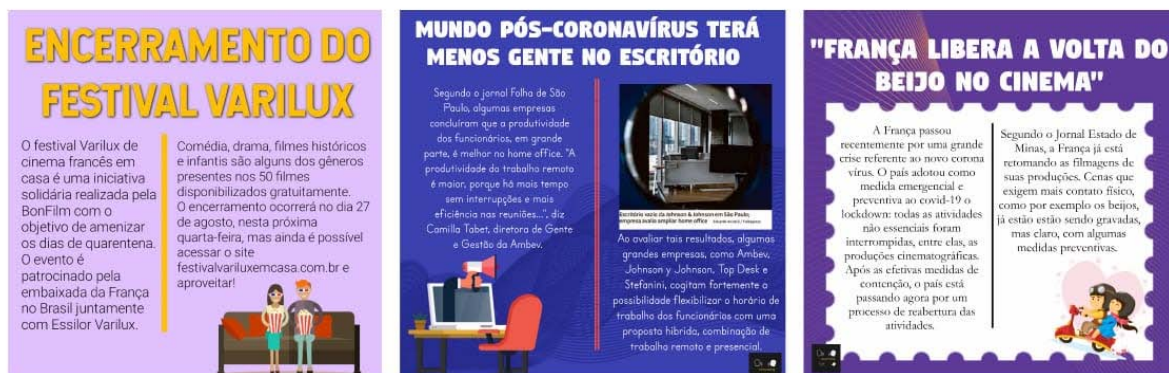 ENCERRAMENTO DO
FESTIVAL VARILUX
O festival Varilux de
cinema francês em
casa é uma iniciativa
solidária realizada pela
BonFilm com o
objetivo de amenizar
os dias de quarentena.
O evento é
patrocinado pela
embaixada da França
no Brasil juntamente
com Essilor Varilux.
Comédia, drama, filmes históricos
e infantis são alguns dos gêneros
presentes nos 50 filmes
disponibilizados gratuitamente.
O encerramento ocorrerá no dia 27
de agosto, nesta próxima
quarta-feira, mas ainda é possível
acessar o site
festivalvariluxemcasa.com.br e
aproveitar!
MUNDO PÓS-CORONAVÍRUS TERÁ
MENOS GENTE NO ESCRITÓRIO
Segundo o jornal Folha de São
Paulo, algumas empresas
concluíram que a produtividade
dos funcionários, em grande
parte, é melhor no home office. "A
produtividade do trabalho remoto
é maior, porque há mais tempo
sem interrupções e mais
eficiência nas reuniões...", diz
Camilla Tabet, diretora de Gente
e Gestão da Ambev.
Escritório vazio da Johnson & Johnson em São Paulo;
empresa avalia ampliar home office
Ao avaliar tais resultados, algumas
grandes empresas, como Ambev,
Johnson y Johnson, Top Desk e
Stefanini, cogitam fortemente a
possibilidade flexibilizar o horário de
trabalho dos funcionários com uma
proposta híbrida, combinação de
trabalho remoto e presencial.
"FRANÇA LIBERA A VOLTA DO
BEIJO NO CINEMA"
A França passou
recentemente por uma grande
crise referente ao novo corona
vírus. O país adotou como
medida emergencial e
preventiva ao covid-19 o
lockdown: todas as atividades
não essenciais foram
interrompidas, entre elas, as
produções cinematográficas.
Após as efetivas medidas de
contenção, o país está
passando agora por um
processo de reabertura das
atividades.
Segundo o Jornal Estado de
Minas, a França já está
retomando as filmagens de
suas produções. Cenas que
exigem mais contato físico,
como por exemplo os beijos,
já estão estão sendo gravadas,
mas claro, com algumas
medidas preventivas.